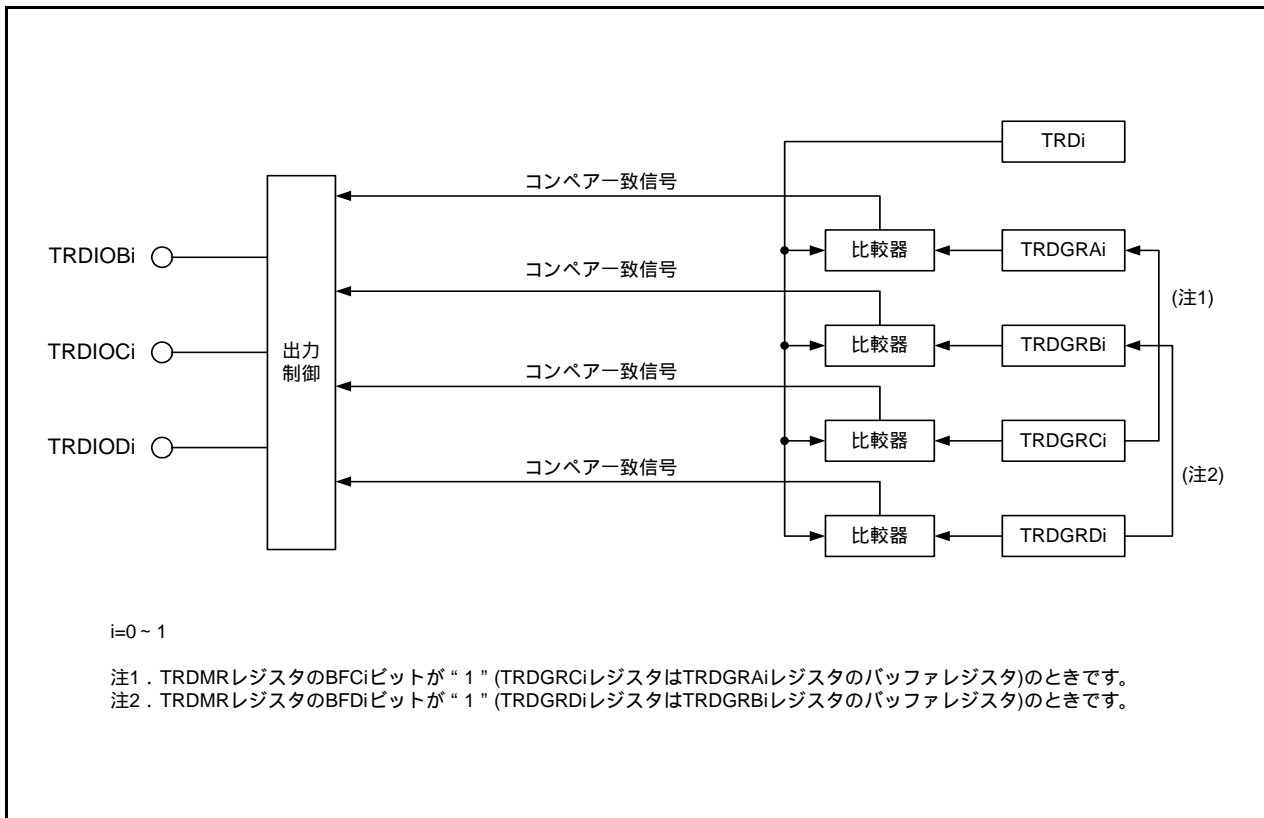 TRDi
コンペア一致信号
比較器
TRDGRAi
TRDIOBi
(注1)
コンペア一致信号
比較器
TRDGRBi
TRDIOCi
出力
制御
コンペア一致信号
比較器
TRDGRCi
TRDIODi
(注2)
コンペア一致信号
比較器
TRDGRDi
i=0 ~ 1
注1．TRDMRレジスタのBFCiビットが“1”(TRDGRCiレジスタはTRDGRAiレジスタのバッファレジスタ)のときです。
注2．TRDMRレジスタのBFDiビットが“1”(TRDGRDiレジスタはTRDGRBiレジスタのバッファレジスタ)のときです。